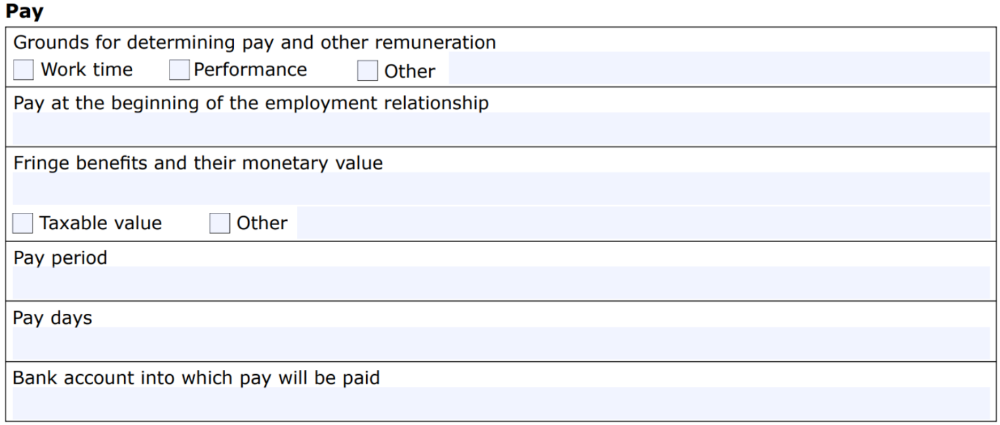 Pay
Grounds for determining pay and other remuneration
Work time Performance Other
Pay at the beginning of the employment relationship
Fringe benefits and their monetary value
Taxable value Other
Pay period
Pay days
Bank account into which pay will be paid